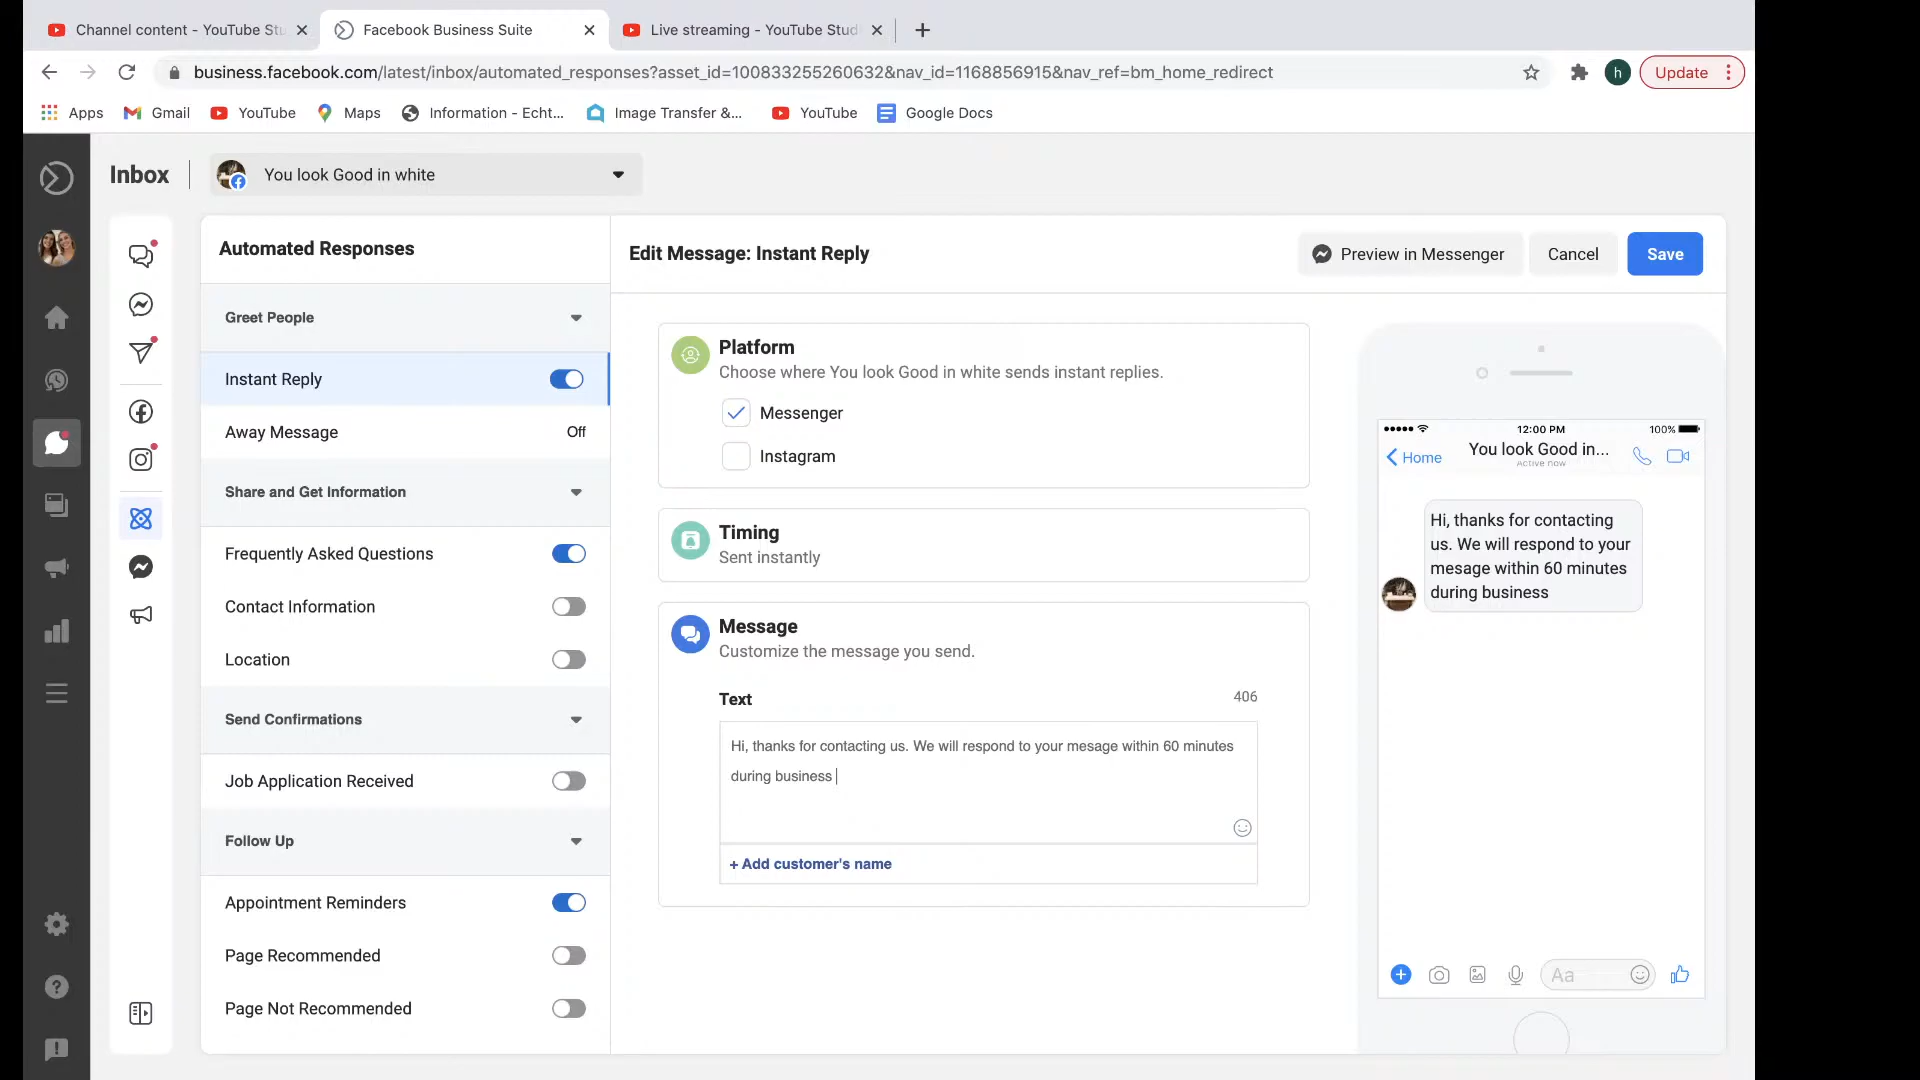 Channel content - YouTube Stu
Facebook Business Suite
Live streaming - YouTube Stud
business.facebook.com/latest/inbox/automated_responses?asset_id=100833255260632&nav_id=1168856915&nav_ref=bm_home_redirect
h
Update
Apps
Gmail
YouTube
Maps
Information - Echt...
Image Transfer &...
YouTube
Google Docs
Inbox
You look Good in white
Automated Responses
Greet People
Instant Reply
Away Message
Off
Share and Get Information
Frequently Asked Questions
Contact Information
Location
Send Confirmations
Job Application Received
Follow Up
Appointment Reminders
Page Recommended
Page Not Recommended
Edit Message: Instant Reply
Preview in Messenger
Cancel
Save
Platform
Choose where You look Good in white sends instant replies.
Messenger
Instagram
Timing
Sent instantly
Message
Customize the message you send.
Text
406
Hi, thanks for contacting us. We will respond to your mesage within 60 minutes
during business
+ Add customer's name
12:00 PM
100%
Home
You look Good in...
Active now
Hi, thanks for contacting
us. We will respond to your
mesage within 60 minutes
during business
Aa